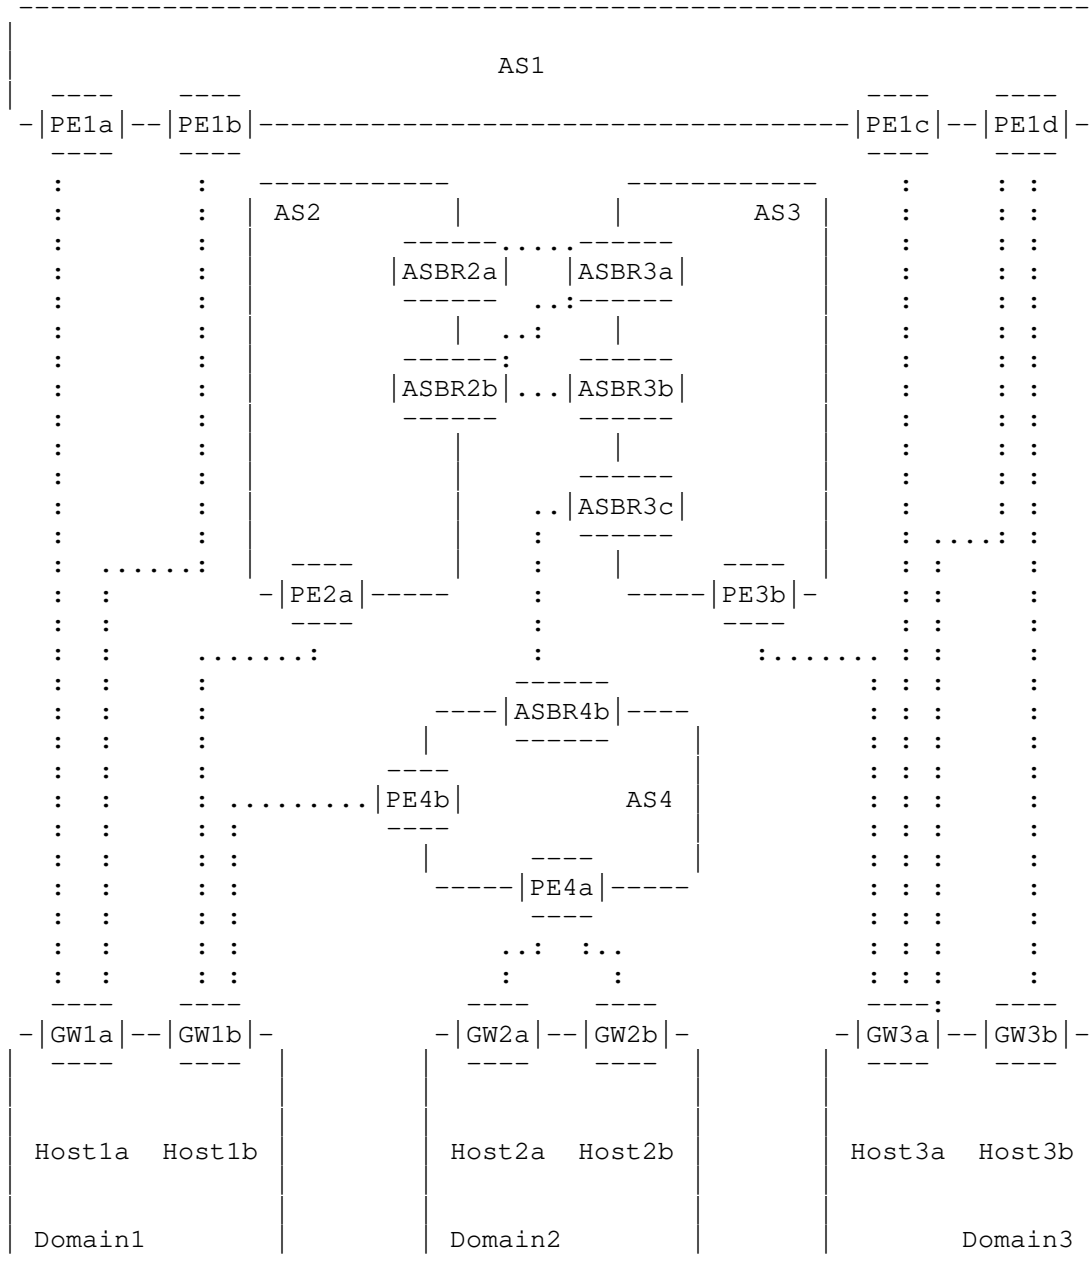 AS1
PE1a PE1b PE1c PE1d
AS2 AS3
ASBR2a ASBR3a
ASBR2b ASBR3b
ASBR3c
PE2a PE3b
ASBR4b
PE4b AS4
PE4a
GW1a GW1b GW2a GW2b GW3a GW3b
Host1a Host1b Host2a Host2b Host3a Host3b
Domain1 Domain2 Domain3